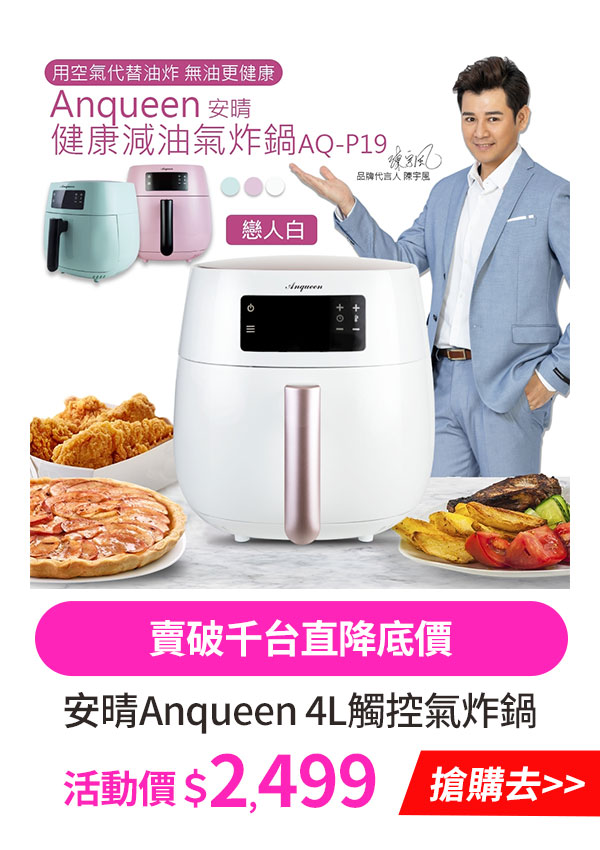 用空氣代替油炸 無油更健康
Anqueen 安晴
健康減油氣炸鍋AQ-P19
陳宇風
品牌代言人 陳宇風
戀人白
Anqueen
賣破千台直降底價
安晴Anqueen 4L觸控氣炸鍋
活動價$2,499
搶購去>>